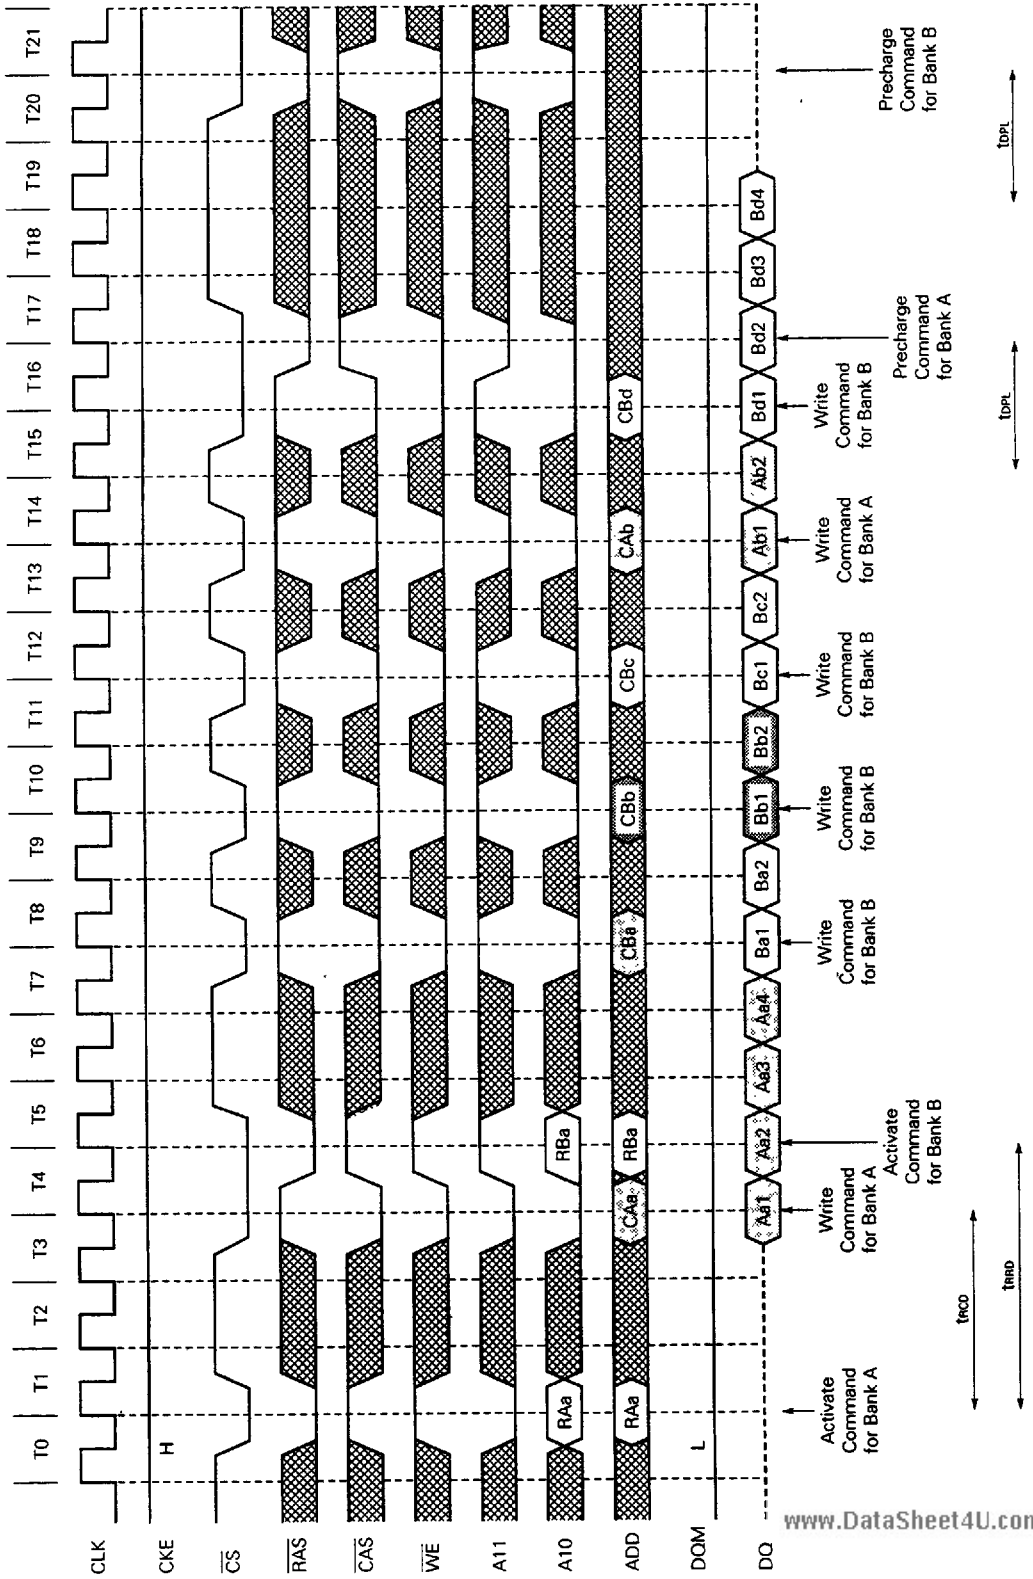 T0 T1 T2 T3 T4 T5 T6 T7 T8 T9 T10 T11 T12 T13 T14 T15 T16 T17 T18 T19 T20 T21
CLK
CKE H
CS
RAS
CAS
WE
A11
A10 RAa RBa
ADD RAa CAa RBa CBa CBb CBc CAb CBd
DQM L
DQ Aa1 Aa2 Aa3 Aa4 Ba1 Ba2 Bb1 Bb2 Bc1 Bc2 Ab1 Ab2 Bd1 Bd2 Bd3 Bd4
Activate
Command
for Bank A
Write
Command
for Bank A
Activate
Command
for Bank B
Write
Command
for Bank B
Write
Command
for Bank B
Write
Command
for Bank B
Write
Command
for Bank A
Write
Command
for Bank B
Precharge
Command
for Bank A
Precharge
Command
for Bank B
tRCD
tRRD
tDPL
tDPL
www.DataSheet4U.com